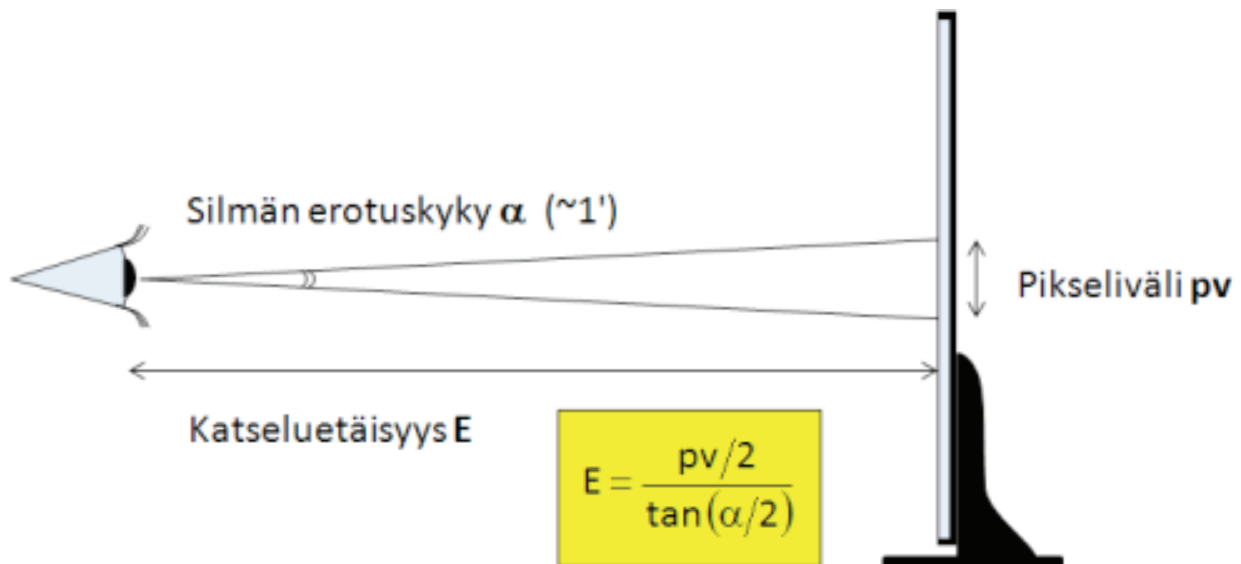 Silmän erotuskyky α (~1')
Pikseliväli pv
Katseluetäisyys E
E = pv/2 / tan(α/2)